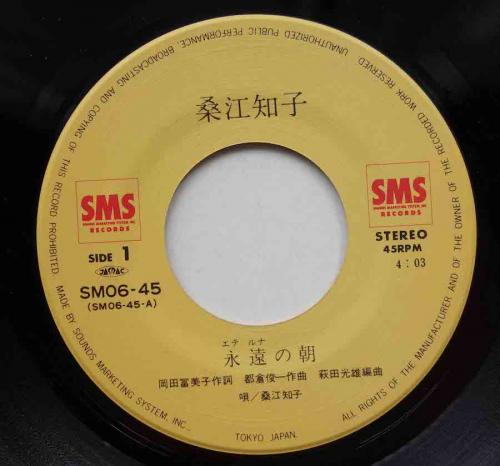 UNAUTHORIZED PUBLIC PERFORMANCE, BROADCASTING AND COPYING OF THIS RECORD PROHIBITED
ALL RIGHTS OF THE MANUFACTURER AND OF THE OWNER OF THE RECORDED WORK RESERVED
桑江知子
SMS
SOUNDS MARKETING SYSTEM, INC
RECORDS
SIDE 1
JASRAC
SM06-45
(SM06-45-A)
SMS
SOUNDS MARKETING SYSTEM, INC
RECORDS
STEREO
45RPM
4:03
エテ ルナ
永遠の朝
岡田冨美子作詞 都倉俊一作曲 萩田光雄編曲
唄/桑江知子
MADE BY SOUNDS MARKETING SYSTEM, INC.
TOKYO JAPAN.